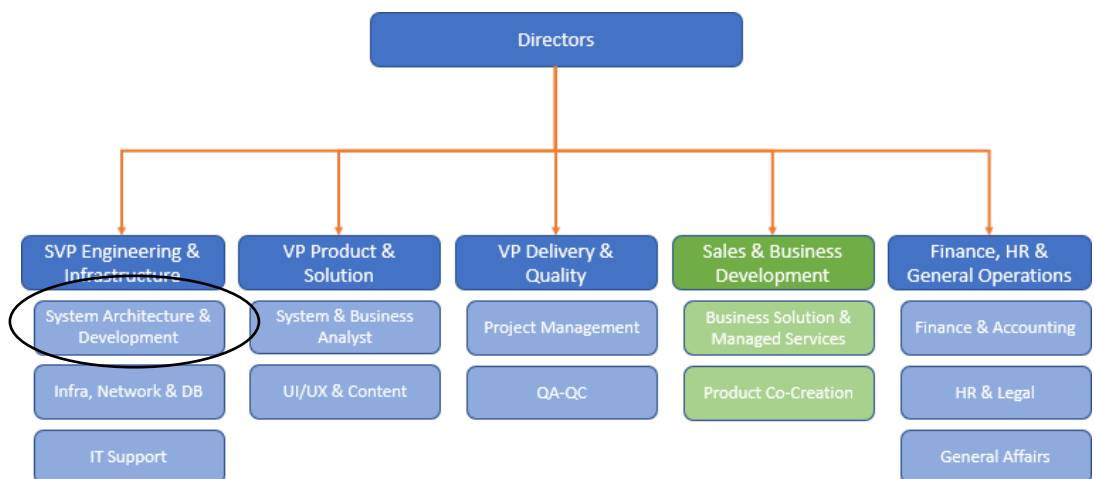 Directors
SVP Engineering &
Infrastructure
VP Product &
Solution
VP Delivery &
Quality
Sales & Business
Development
Finance, HR &
General Operations
System Architecture &
Development
System & Business
Analyst
Project Management
Business Solution &
Managed Services
Finance & Accounting
Infra, Network & DB
UI/UX & Content
QA-QC
Product Co-Creation
HR & Legal
IT Support
General Affairs